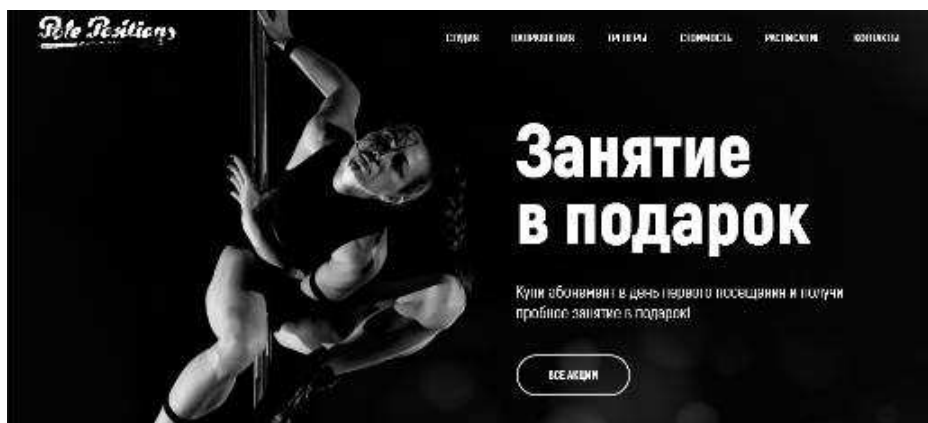 Pole Positions
СТУДИЯ НАПРАВЛЕНИЯ ТРЕНЕРЫ СТОИМОСТЬ РАСПИСАНИЕ КОНТАКТЫ
Занятие
в подарок
Купи абонемент в день первого посещения и получи
пробное занятие в подарок!
ВСЕ АКЦИИ